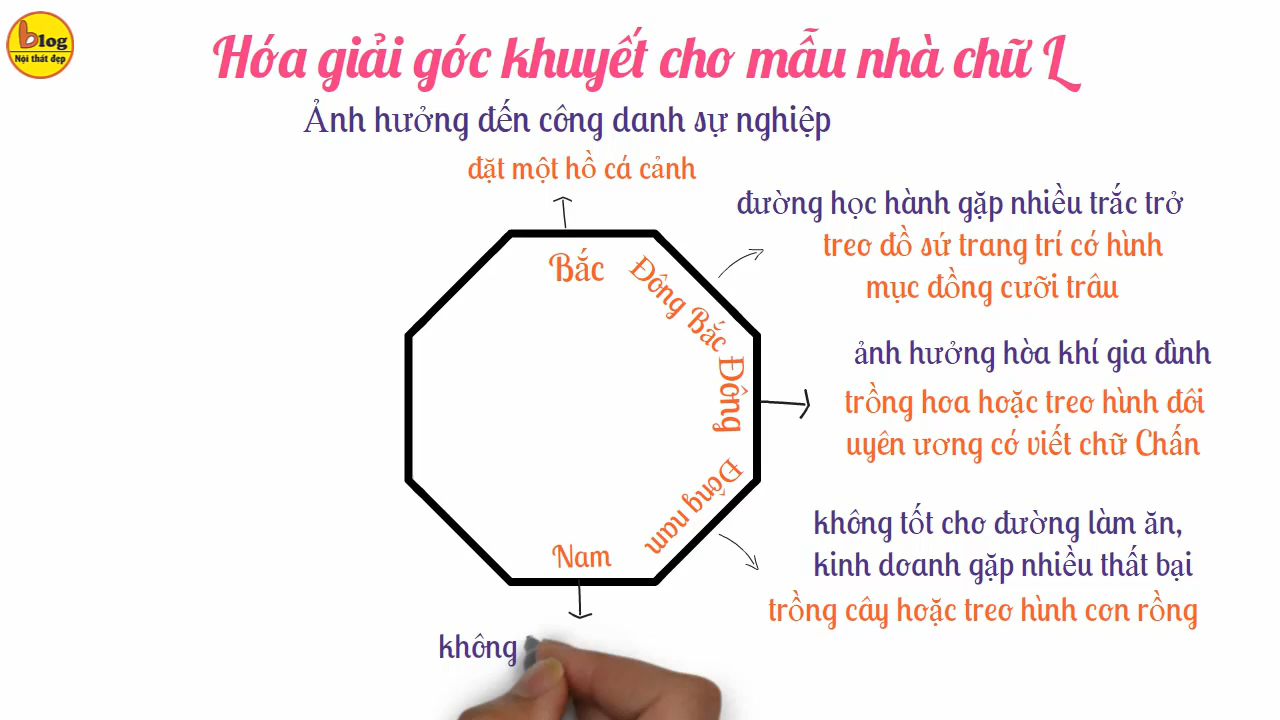 blog
Nội thất đẹp
Hóa giải góc khuyết cho mẫu nhà chữ L
Ảnh hưởng đến công danh sự nghiệp
đặt một hồ cá cảnh
đường học hành gặp nhiều trắc trở
treo đồ sứ trang trí có hình
mục đồng cưỡi trâu
Bắc
Đông Bắc
Đông
ảnh hưởng hòa khí gia đình
trồng hoa hoặc treo hình đôi
uyên ương có viết chữ Chấn
Đông nam
không tốt cho đường làm ăn,
kinh doanh gặp nhiều thất bại
trồng cây hoặc treo hình con rồng
Nam
không